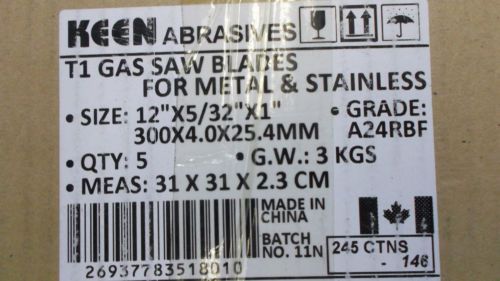 KEEN ABRASIVES
T1 GAS SAW BLADES
FOR METAL & STAINLESS
• SIZE: 12"X5/32"X1"
300X4.0X25.4MM
• GRADE:
A24RBF
• QTY: 5
• G.W.: 3 KGS
• MEAS: 31 X 31 X 2.3 CM
MADE IN
CHINA
BATCH
NO. 11N
26937783518010
245 CTNS
- 146